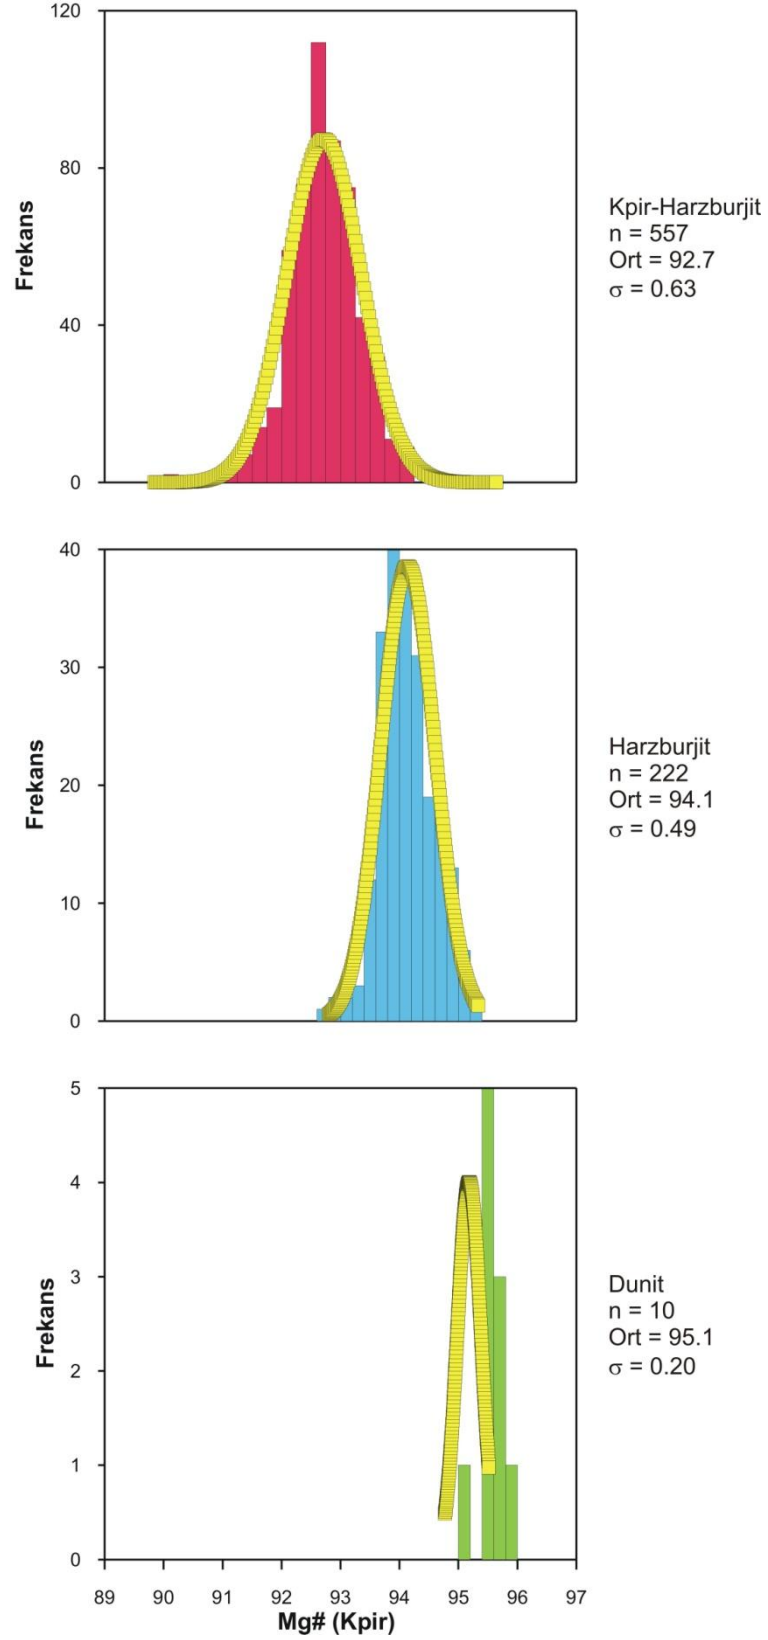 120
80
40
0
Frekans
Kpir-Harzburjit
n = 557
Ort = 92.7
σ = 0.63
40
30
20
10
0
Frekans
Harzburjit
n = 222
Ort = 94.1
σ = 0.49
5
4
3
2
1
0
Frekans
Dunit
n = 10
Ort = 95.1
σ = 0.20
89 90 91 92 93 94 95 96 97
Mg# (Kpir)